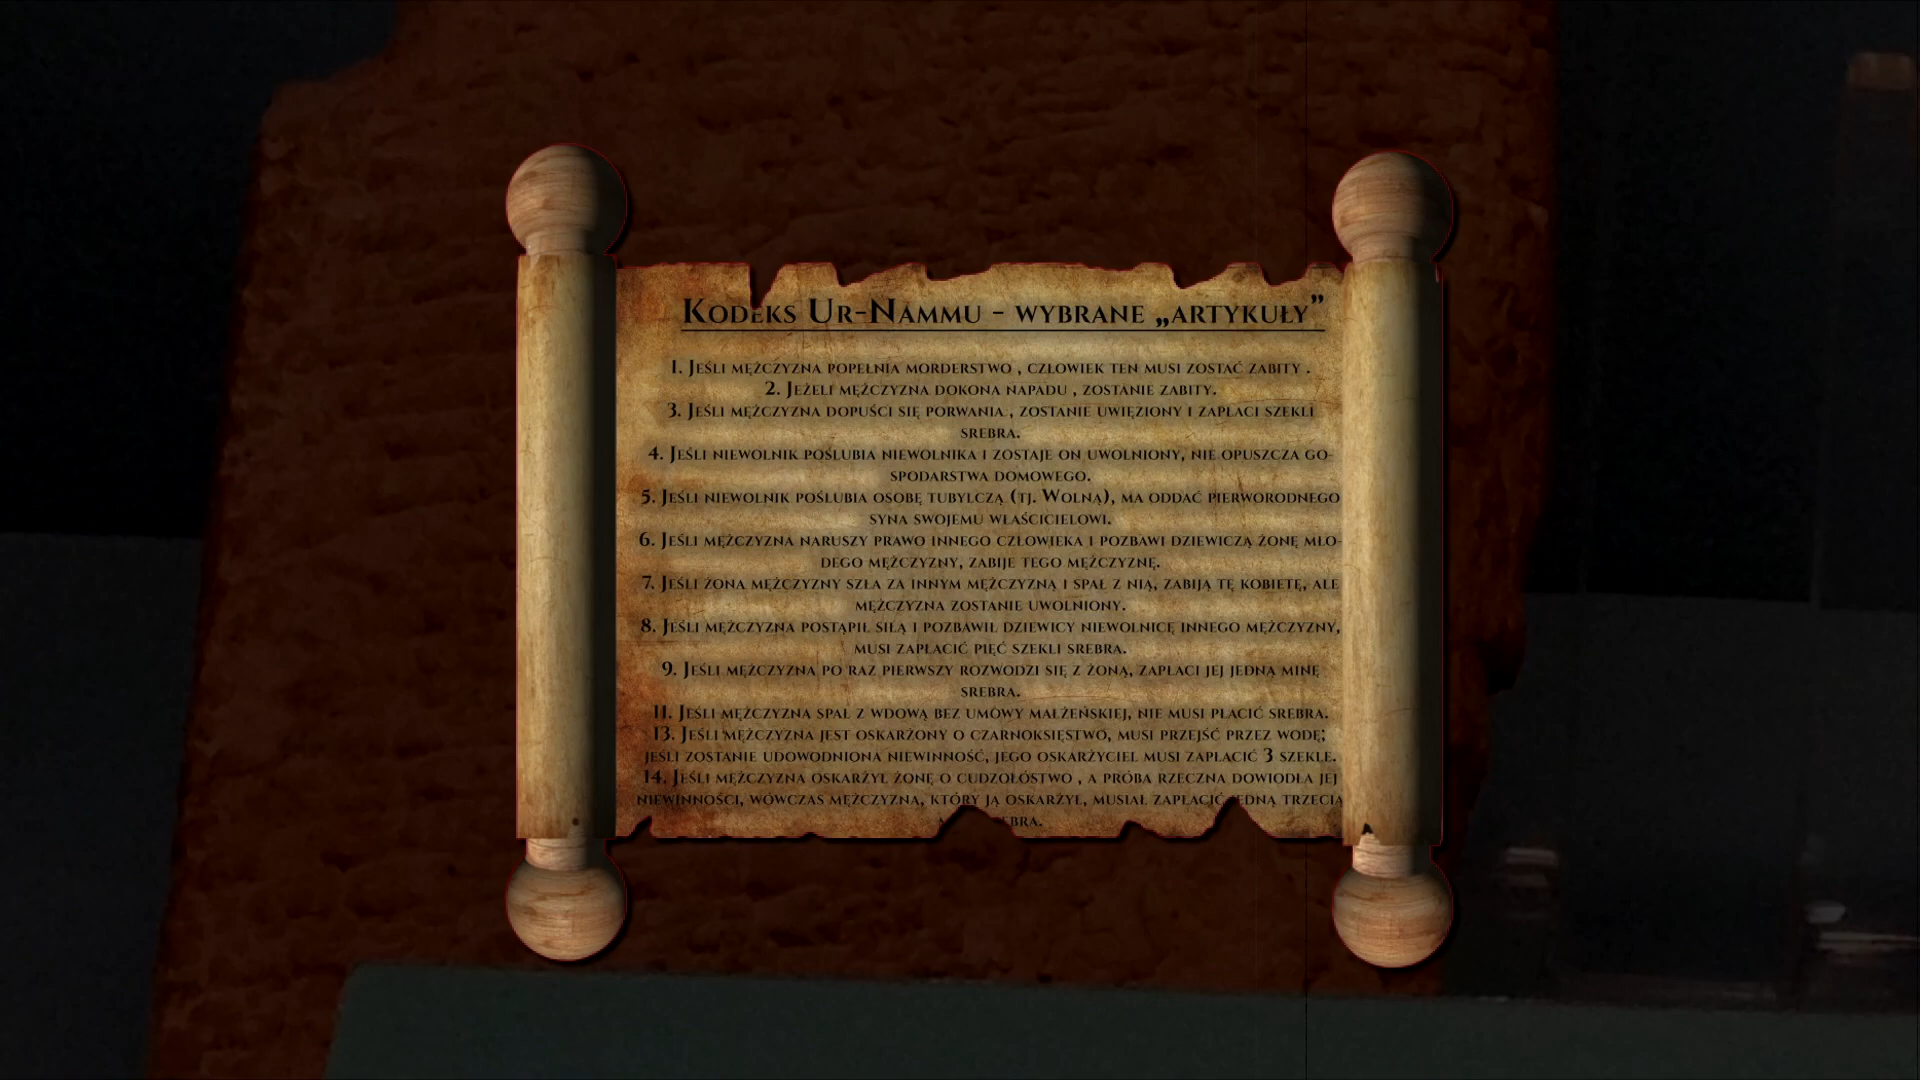 Kodeks Ur-Nammu - wybrane „artykuły”
1. Jeśli mężczyzna popełnia morderstwo , człowiek ten musi zostać zabity .
2. Jeżeli mężczyzna dokona napadu , zostanie zabity.
3. Jeśli mężczyzna dopuści się porwania , zostanie uwięziony i zapłaci szekli
srebra.
4. Jeśli niewolnik poślubia niewolnika i zostaje on uwolniony, nie opuszcza go-
spodarstwa domowego.
5. Jeśli niewolnik poślubia osobę tubylczą (tj. Wolną), ma oddać pierworodnego
syna swojemu właścicielowi.
6. Jeśli mężczyzna naruszy prawo innego człowieka i pozbawi dziewiczą żonę mło-
dego mężczyzny, zabije tego mężczyznę.
7. Jeśli żona mężczyzny szła za innym mężczyzną i spał z nią, zabiją tę kobietę, ale
mężczyzna zostanie uwolniony.
8. Jeśli mężczyzna postąpił siłą i pozbawił dziewicy niewolnicę innego mężczyzny,
musi zapłacić pięć szekli srebra.
9. Jeśli mężczyzna po raz pierwszy rozwodzi się z żoną, zapłaci jej jedną minę
srebra.
11. Jeśli mężczyzna spał z wdową bez umowy małżeńskiej, nie musi płacić srebra.
13. Jeśli mężczyzna jest oskarżony o czarnoksięstwo, musi przejść przez wodę;
jeśli zostanie udowodniona niewinność, jego oskarżyciel musi zapłacić 3 szekle.
14. Jeśli mężczyzna oskarżył żonę o cudzołóstwo , a próba rzeczna dowiodła jej
niewinności, wówczas mężczyzna, który ją oskarżył, musiał zapłacić jedną trzecią